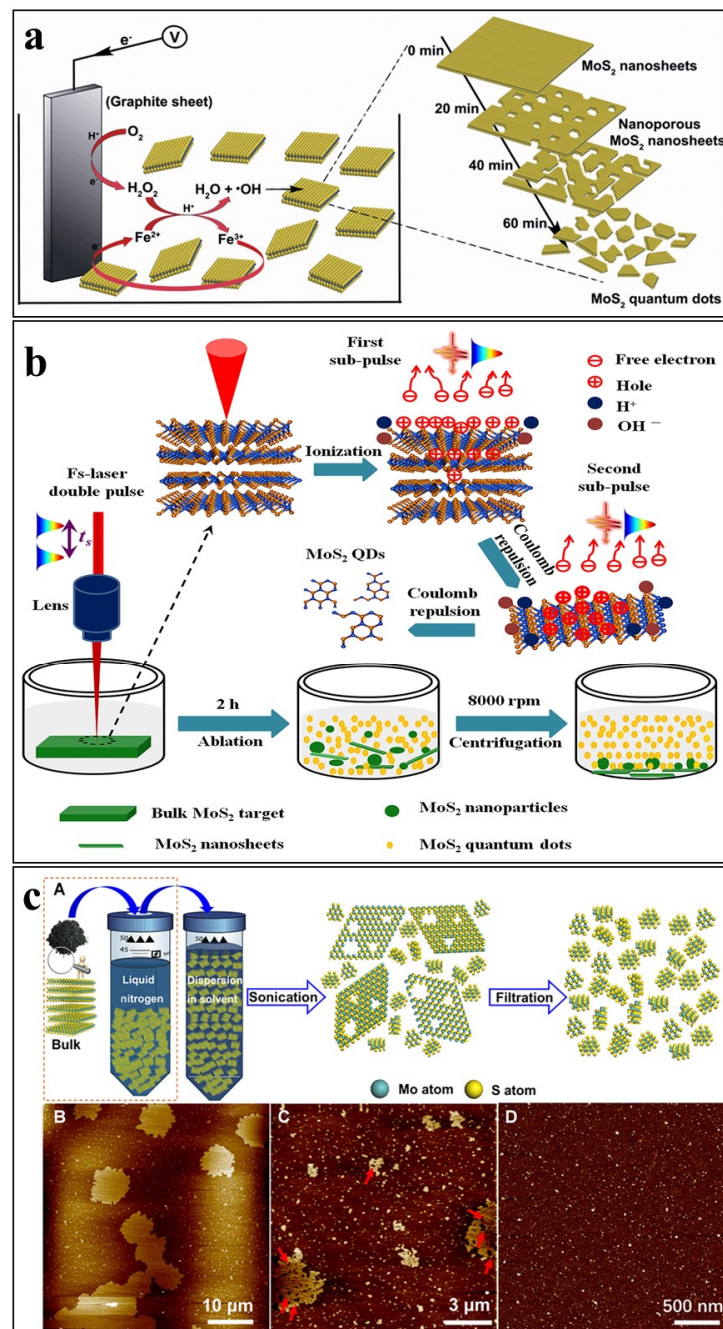 a
e-
V
(Graphite sheet)
H+
O2
e-
H2O2
H2O + •OH
H+
Fe2+
Fe3+
e-
0 min
MoS2 nanosheets
20 min
Nanoporous
MoS2 nanosheets
40 min
60 min
MoS2 quantum dots
b
First
sub-pulse
Free electron
Hole
H+
OH −
Ionization
Fs-laser
double pulse
ts
Second
sub-pulse
Coulomb
repulsion
MoS2 QDs
Coulomb
repulsion
Lens
2 h
Ablation
8000 rpm
Centrifugation
Bulk MoS2 target
MoS2 nanoparticles
MoS2 nanosheets
MoS2 quantum dots
c
A
50
45
50
Liquid
nitrogen
Dispersion
in solvent
Bulk
Sonication
Filtration
Mo atom
S atom
B
10 µm
C
3 µm
D
500 nm